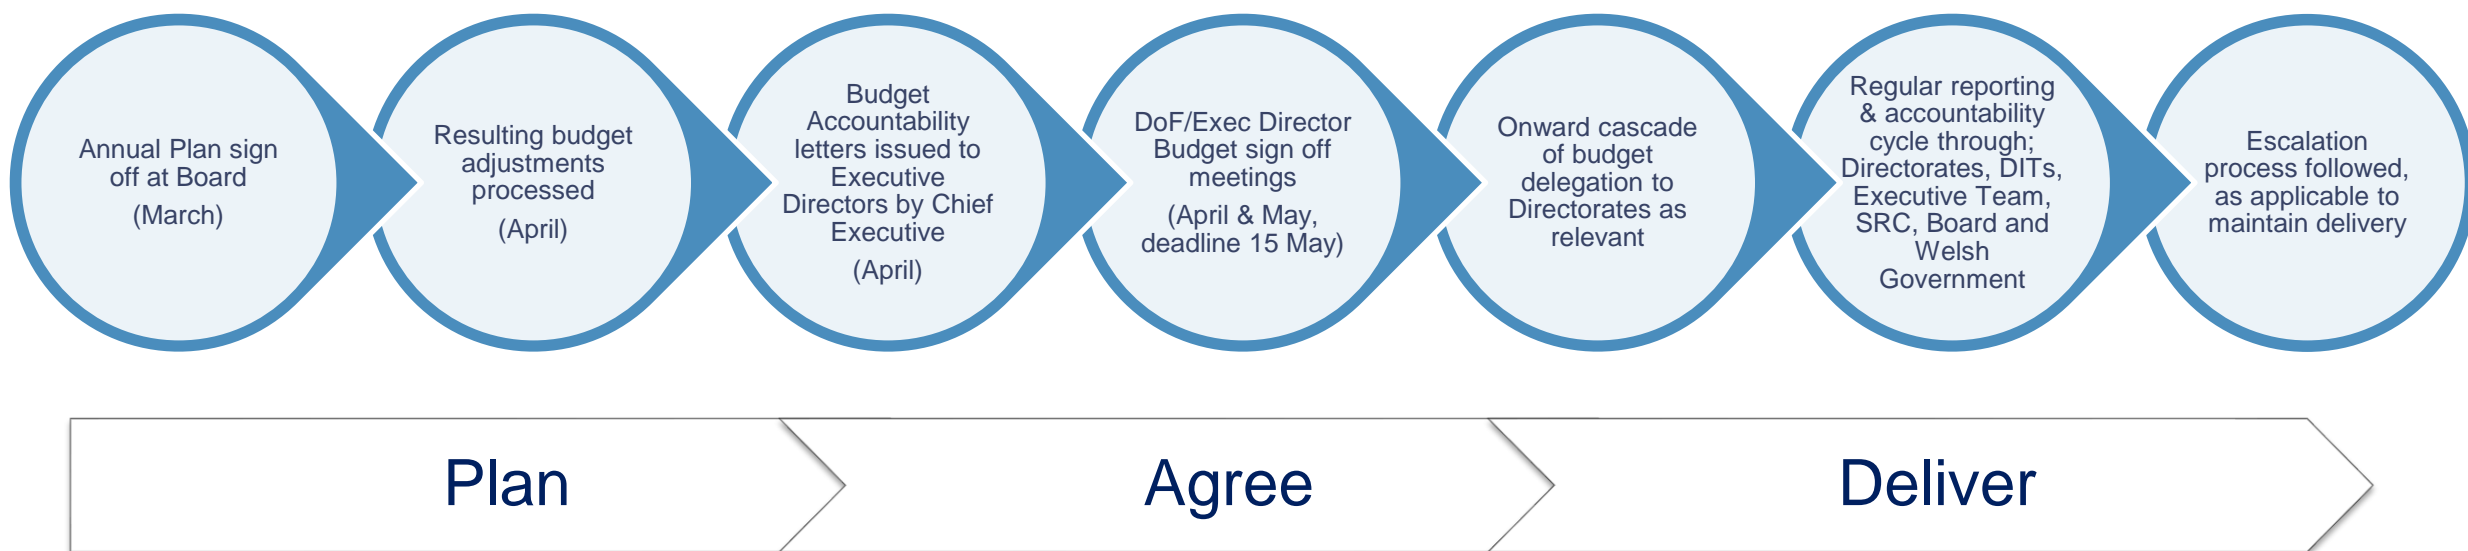 Annual Plan sign
off at Board
(March)
Resulting budget
adjustments
processed
(April)
Budget
Accountability
letters issued to
Executive
Directors by Chief
Executive
(April)
DoF/Exec Director
Budget sign off
meetings
(April & May,
deadline 15 May)
Onward cascade
of budget
delegation to
Directorates as
relevant
Regular reporting
& accountability
cycle through;
Directorates, DITs,
Executive Team,
SRC, Board and
Welsh
Government
Escalation
process followed,
as applicable to
maintain delivery
Plan
Agree
Deliver